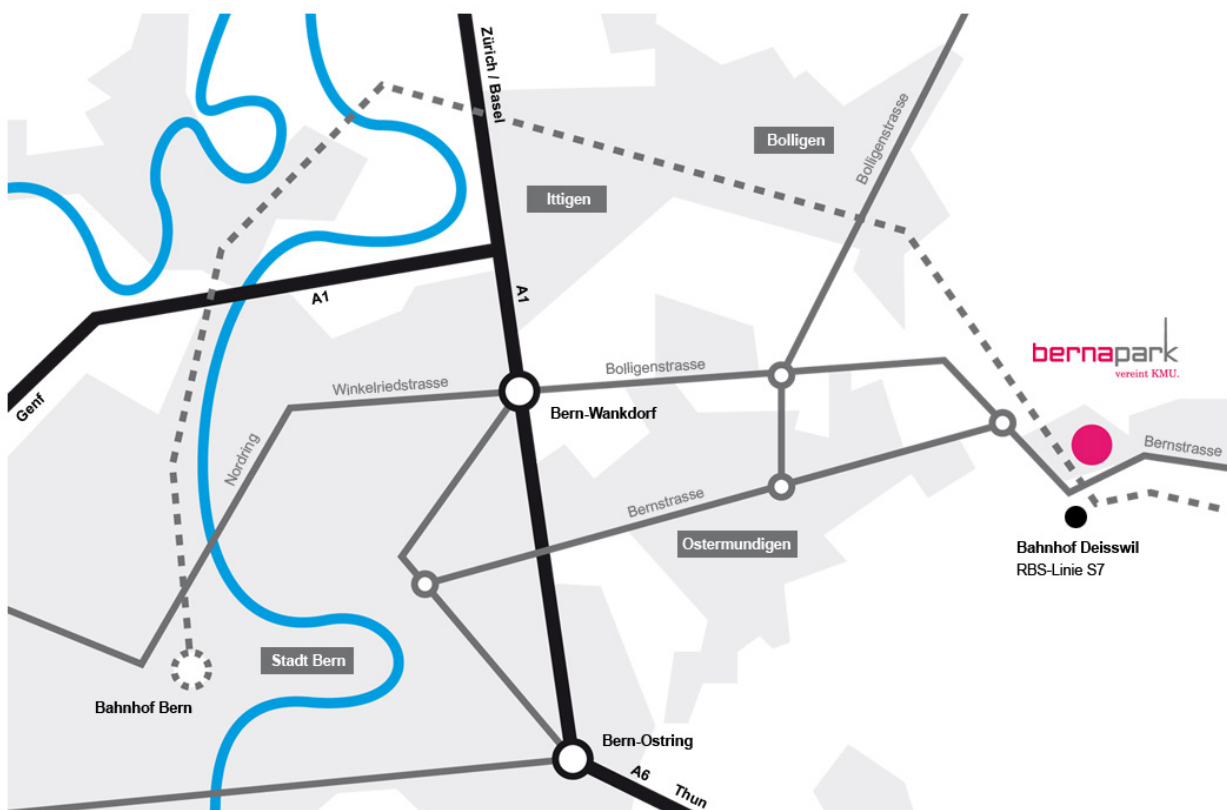 Zürich / Basel
Bolligenstrasse
Bolligen
Ittigen
A1
A1
Genf
bernapark
vereint KMU.
Winkelriedstrasse
Bolligenstrasse
Bern-Wankdorf
Nordring
Bernstrasse
Bernstrasse
Ostermundigen
Bahnhof Deisswil
RBS-Linie S7
Stadt Bern
Bahnhof Bern
Bern-Ostring
A6
Thun